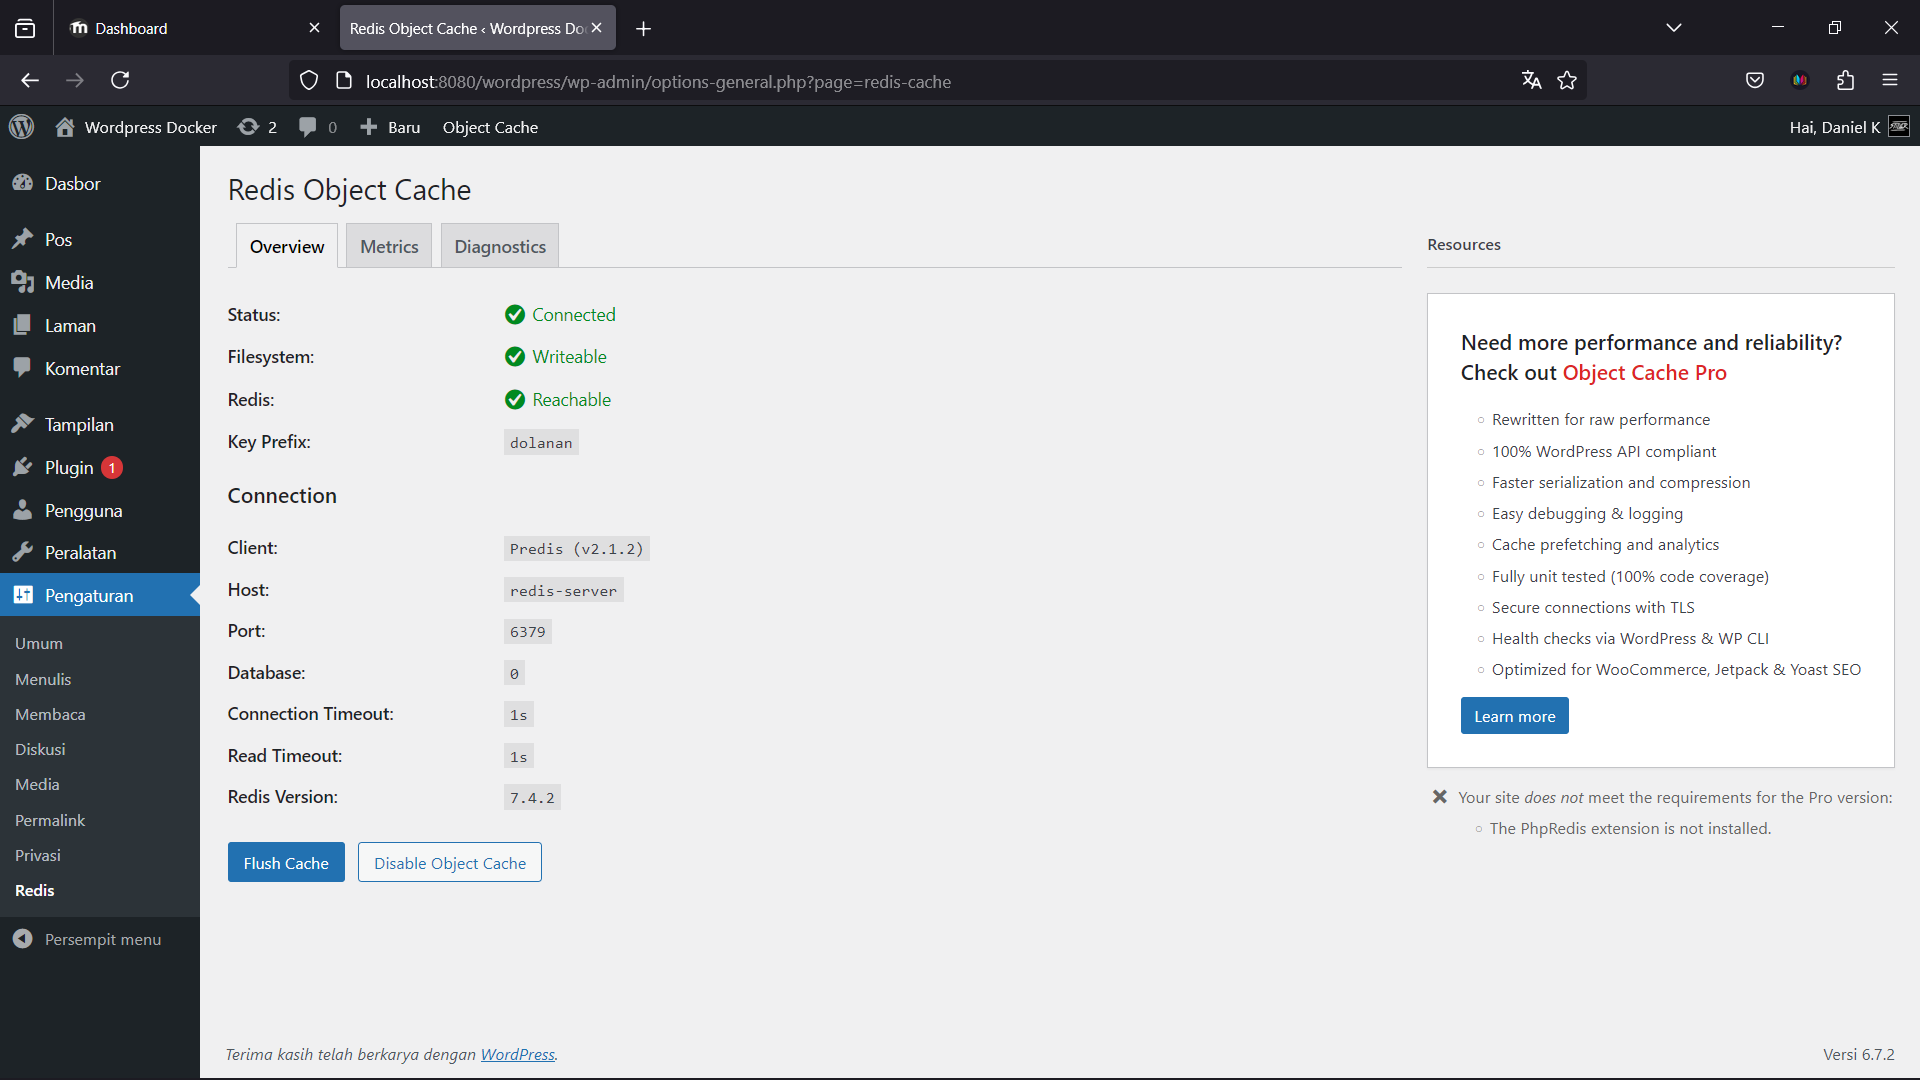 Dashboard
Redis Object Cache ‹ Wordpress Do
localhost:8080/wordpress/wp-admin/options-general.php?page=redis-cache
Wordpress Docker
2
0
Baru
Object Cache
Hai, Daniel K
Dasbor
Pos
Media
Laman
Komentar
Tampilan
Plugin 1
Pengguna
Peralatan
Pengaturan
Umum
Menulis
Membaca
Diskusi
Media
Permalink
Privasi
Redis
Persempit menu
Redis Object Cache
Overview
Metrics
Diagnostics
Status: Connected
Filesystem: Writeable
Redis: Reachable
Key Prefix: dolanan
Connection
Client: Predis (v2.1.2)
Host: redis-server
Port: 6379
Database: 0
Connection Timeout: 1s
Read Timeout: 1s
Redis Version: 7.4.2
Flush Cache
Disable Object Cache
Resources
Need more performance and reliability?
Check out Object Cache Pro
Rewritten for raw performance
100% WordPress API compliant
Faster serialization and compression
Easy debugging & logging
Cache prefetching and analytics
Fully unit tested (100% code coverage)
Secure connections with TLS
Health checks via WordPress & WP CLI
Optimized for WooCommerce, Jetpack & Yoast SEO
Learn more
Your site does not meet the requirements for the Pro version:
The PhpRedis extension is not installed.
Terima kasih telah berkarya dengan WordPress.
Versi 6.7.2